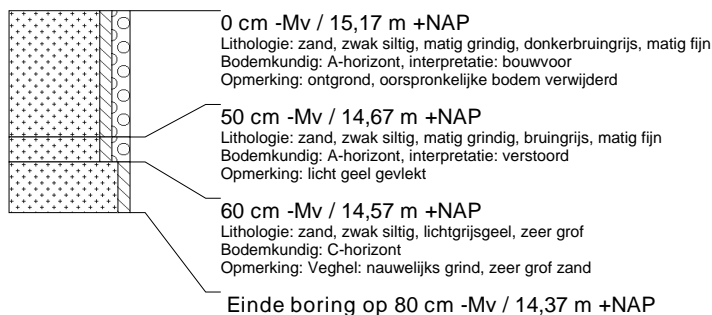 0 cm -Mv / 15,17 m +NAP
Lithologie: zand, zwak siltig, matig grindig, donkerbruingrijs, matig fijn
Bodemkundig: A-horizont, interpretatie: bouwvoor
Opmerking: ontgrond, oorspronkelijke bodem verwijderd
50 cm -Mv / 14,67 m +NAP
Lithologie: zand, zwak siltig, matig grindig, bruingrijs, matig fijn
Bodemkundig: A-horizont, interpretatie: verstoord
Opmerking: licht geel gevlekt
60 cm -Mv / 14,57 m +NAP
Lithologie: zand, zwak siltig, lichtgrijsgeel, zeer grof
Bodemkundig: C-horizont
Opmerking: Veghel: nauwelijks grind, zeer grof zand
Einde boring op 80 cm -Mv / 14,37 m +NAP